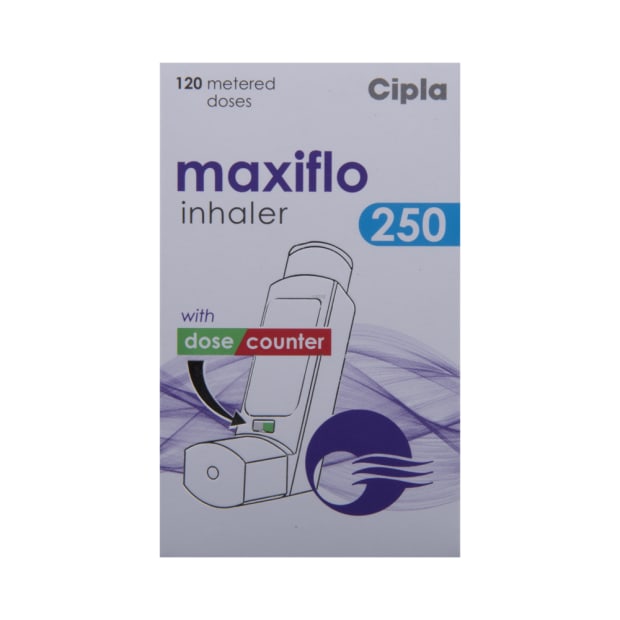 120 metered
doses
Cipla
maxiflo
inhaler
250
with
dose counter